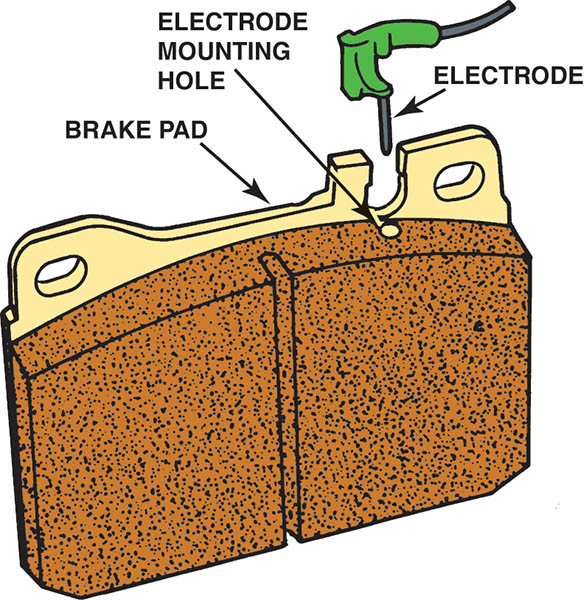 ELECTRODE
MOUNTING
HOLE
ELECTRODE
BRAKE PAD